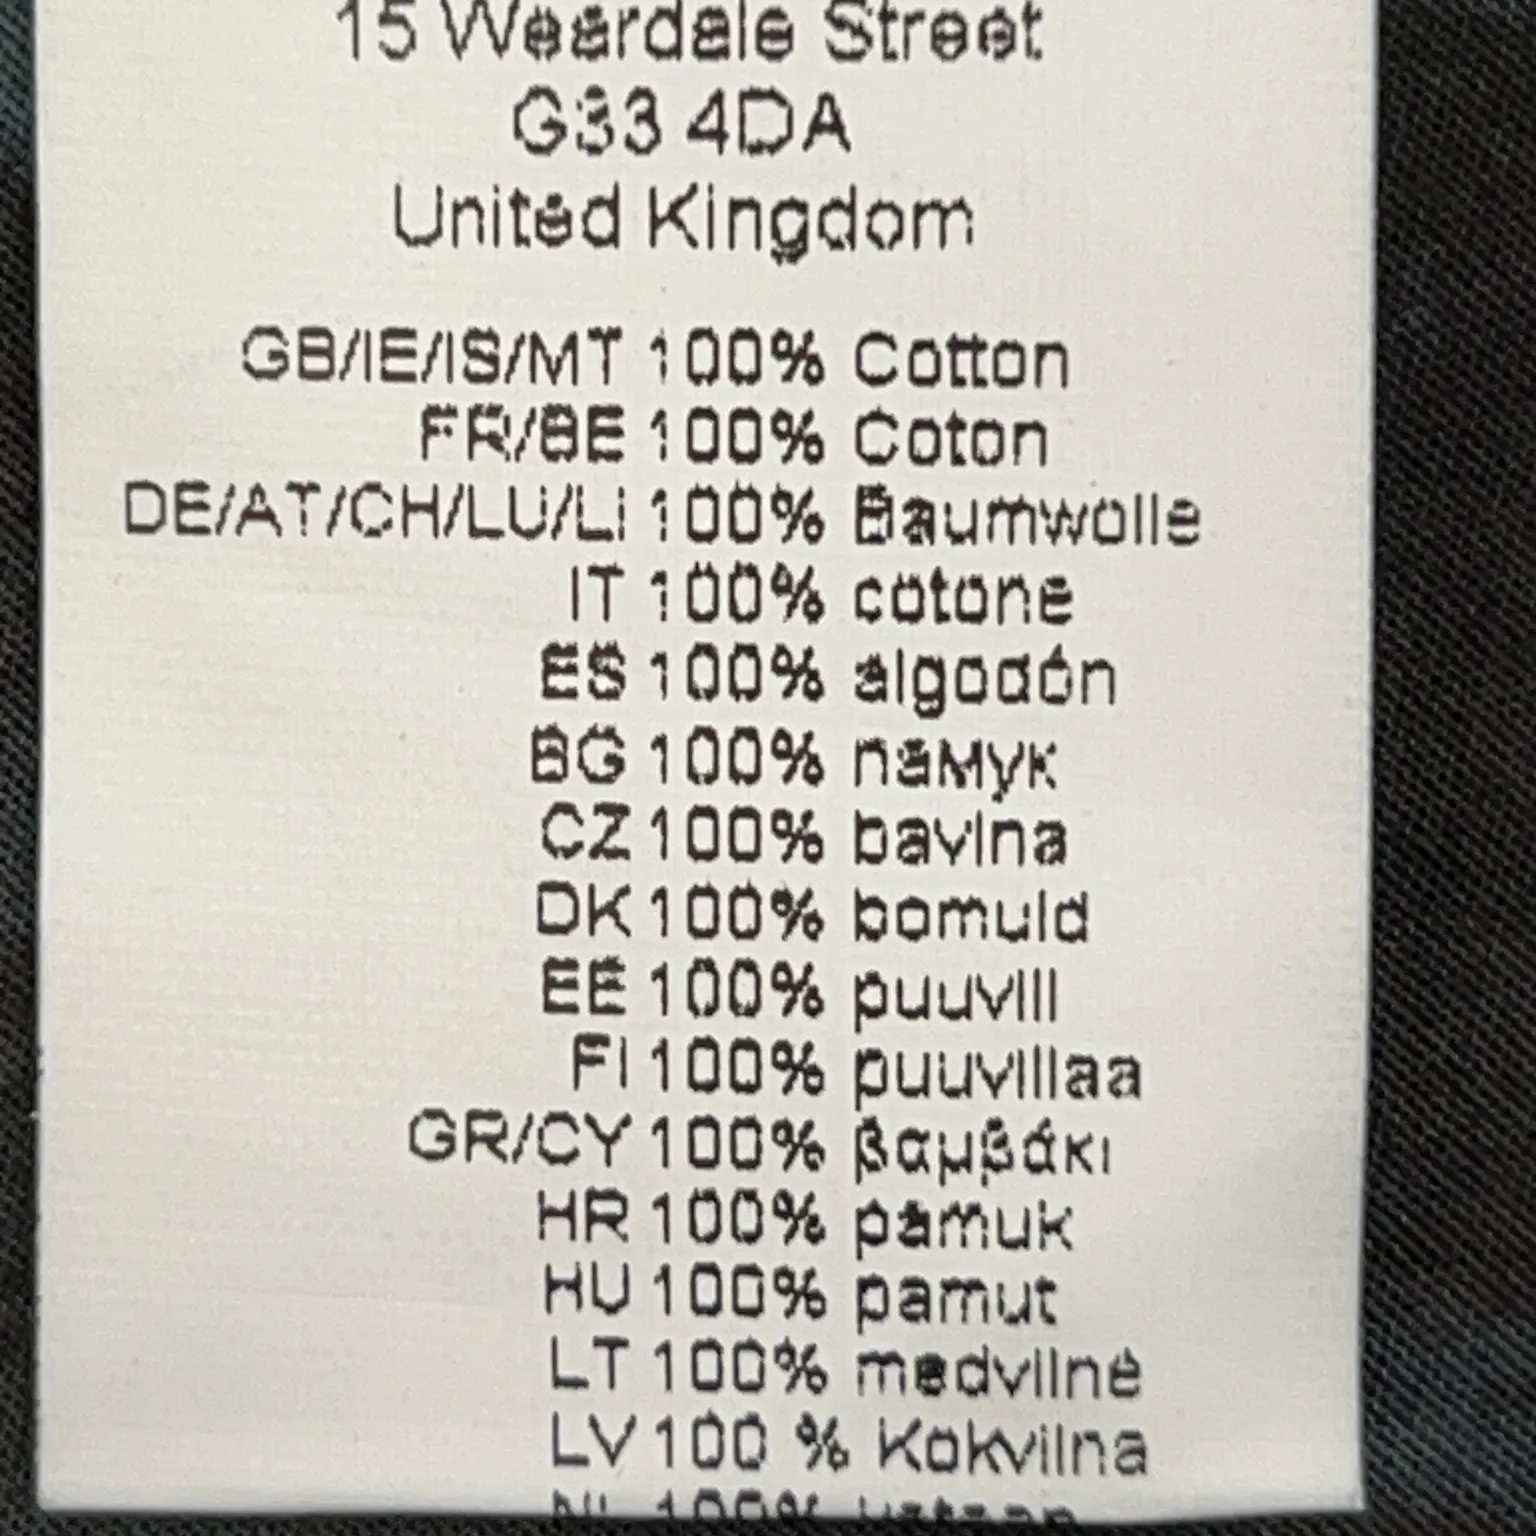 15 Weardale Street
G33 4DA
United Kingdom
GB/IE/IS/MT 100% Cotton
FR/BE 100% Coton
DE/AT/CH/LU/LI 100% Baumwolle
IT 100% cotone
ES 100% algodón
BG 100% памук
CZ 100% bavlna
DK 100% bomuld
EE 100% puuvill
FI 100% puuvillaa
GR/CY 100% βαμβάκι
HR 100% pamuk
HU 100% pamut
LT 100% medvilnė
LV 100 % Kokvilna
NL 100% katoen